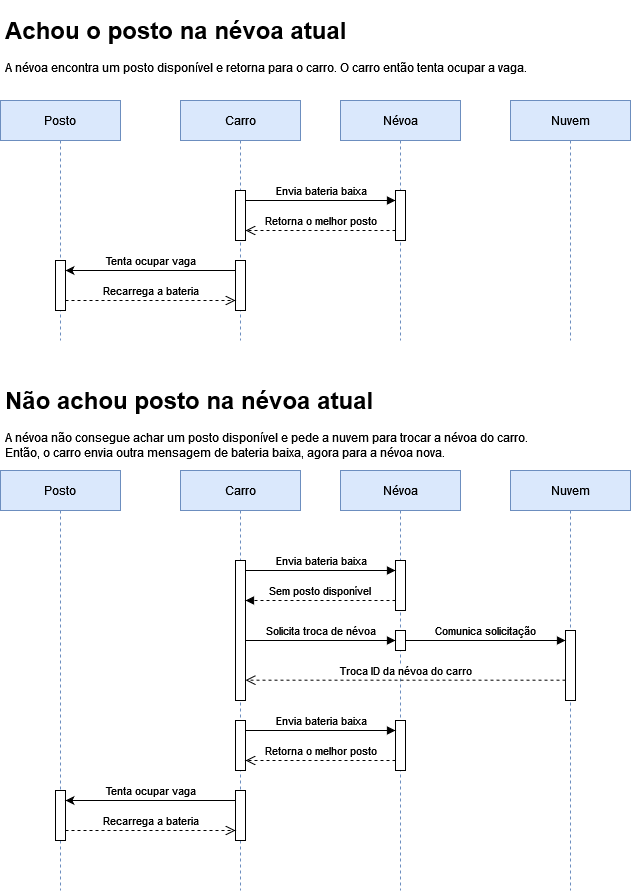 Achou o posto na névoa atual
A névoa encontra um posto disponível e retorna para o carro. O carro então tenta ocupar a vaga.
Posto
Carro
Névoa
Nuvem
Envia bateria baixa
Retorna o melhor posto
Tenta ocupar vaga
Recarrega a bateria
Não achou posto na névoa atual
A névoa não consegue achar um posto disponível e pede a nuvem para trocar a névoa do carro.
Então, o carro envia outra mensagem de bateria baixa, agora para a névoa nova.
Posto
Carro
Névoa
Nuvem
Envia bateria baixa
Sem posto disponível
Solicita troca de névoa
Comunica solicitação
Troca ID da névoa do carro
Envia bateria baixa
Retorna o melhor posto
Tenta ocupar vaga
Recarrega a bateria